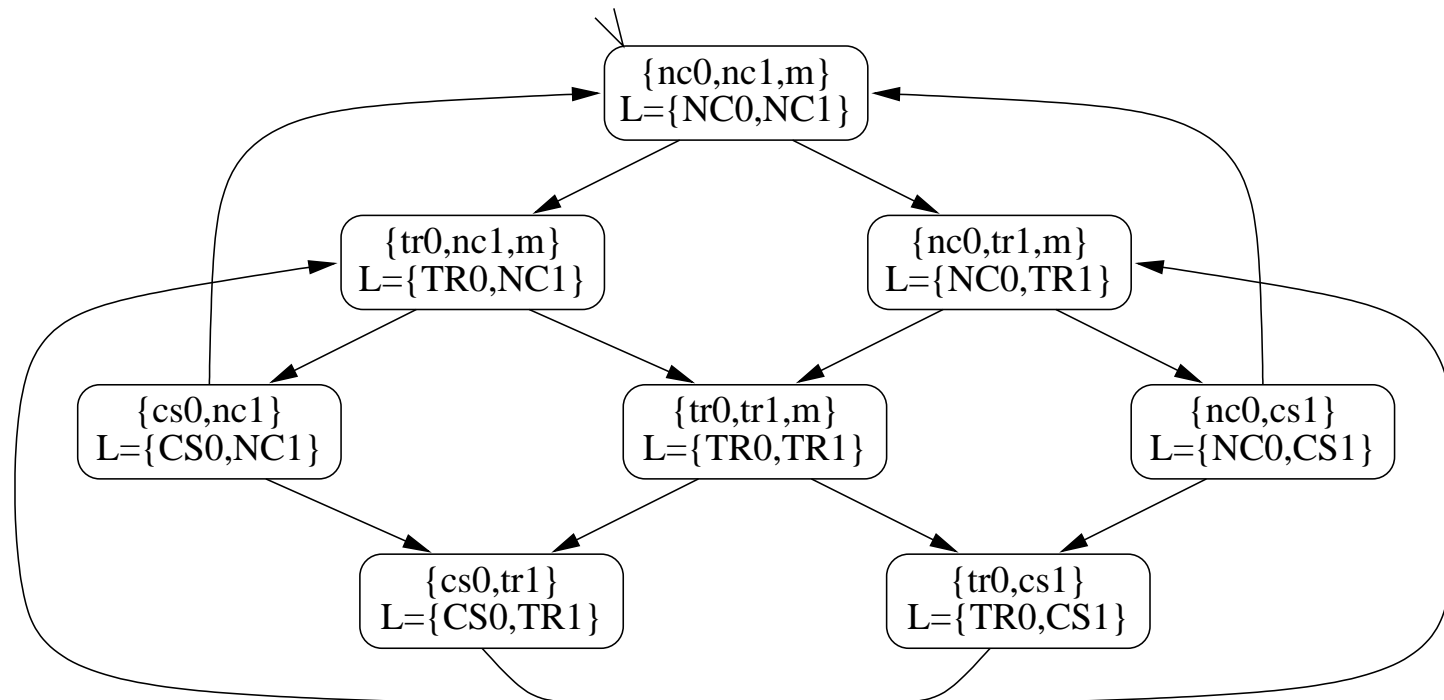 {nc0,nc1,m}
L={NC0,NC1}
{tr0,nc1,m}
L={TR0,NC1}
{nc0,tr1,m}
L={NC0,TR1}
{cs0,nc1}
L={CS0,NC1}
{tr0,tr1,m}
L={TR0,TR1}
{nc0,cs1}
L={NC0,CS1}
{cs0,tr1}
L={CS0,TR1}
{tr0,cs1}
L={TR0,CS1}